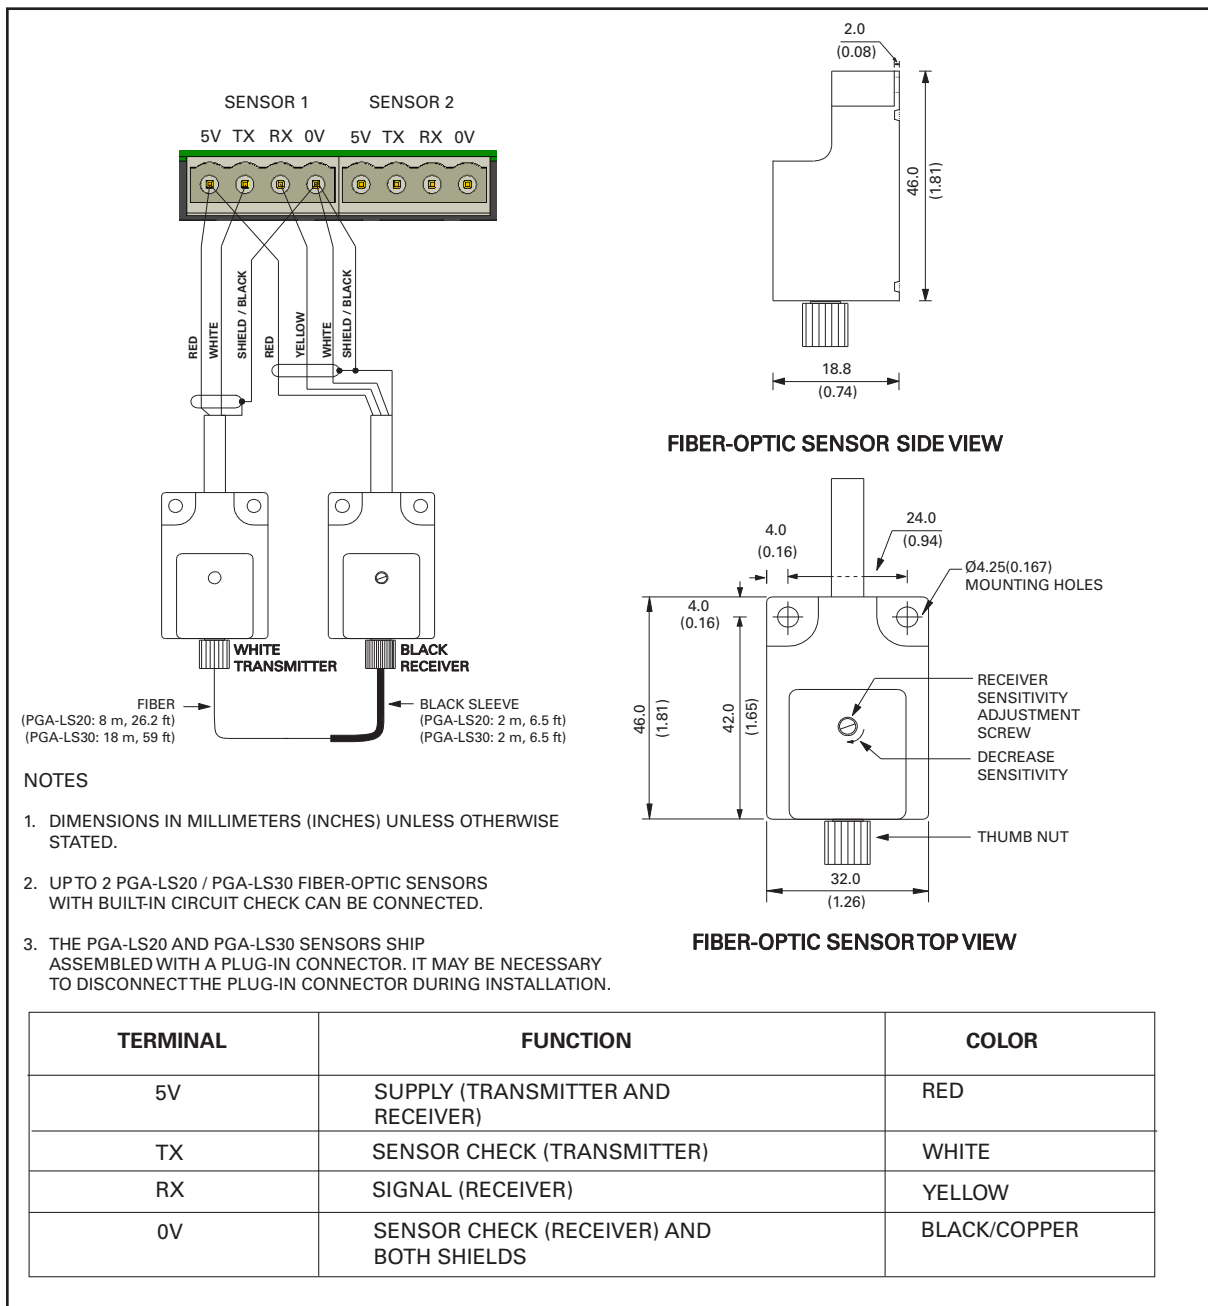 SENSOR 1 SENSOR 2
5V TX RX 0V 5V TX RX 0V
RED
WHITE
SHIELD / BLACK
RED
YELLOW
WHITE
SHIELD / BLACK
WHITE
TRANSMITTER
BLACK
RECEIVER
FIBER
(PGA-LS20: 8 m, 26.2 ft)
(PGA-LS30: 18 m, 59 ft)
BLACK SLEEVE
(PGA-LS20: 2 m, 6.5 ft)
(PGA-LS30: 2 m, 6.5 ft)
2.0
(0.08)
46.0
(1.81)
18.8
(0.74)
FIBER-OPTIC SENSOR SIDE VIEW
4.0
(0.16)
24.0
(0.94)
Ø4.25(0.167)
MOUNTING HOLES
4.0
(0.16)
46.0
(1.81)
42.0
(1.65)
RECEIVER
SENSITIVITY
ADJUSTMENT
SCREW
DECREASE
SENSITIVITY
THUMB NUT
32.0
(1.26)
FIBER-OPTIC SENSOR TOP VIEW
NOTES
1. DIMENSIONS IN MILLIMETERS (INCHES) UNLESS OTHERWISE
STATED.
2. UP TO 2 PGA-LS20 / PGA-LS30 FIBER-OPTIC SENSORS
WITH BUILT-IN CIRCUIT CHECK CAN BE CONNECTED.
3. THE PGA-LS20 AND PGA-LS30 SENSORS SHIP
ASSEMBLED WITH A PLUG-IN CONNECTOR. IT MAY BE NECESSARY
TO DISCONNECT THE PLUG-IN CONNECTOR DURING INSTALLATION.
TERMINAL FUNCTION COLOR
5V SUPPLY (TRANSMITTER AND RED
RECEIVER)
TX SENSOR CHECK (TRANSMITTER) WHITE
RX SIGNAL (RECEIVER) YELLOW
0V SENSOR CHECK (RECEIVER) AND BLACK/COPPER
BOTH SHIELDS